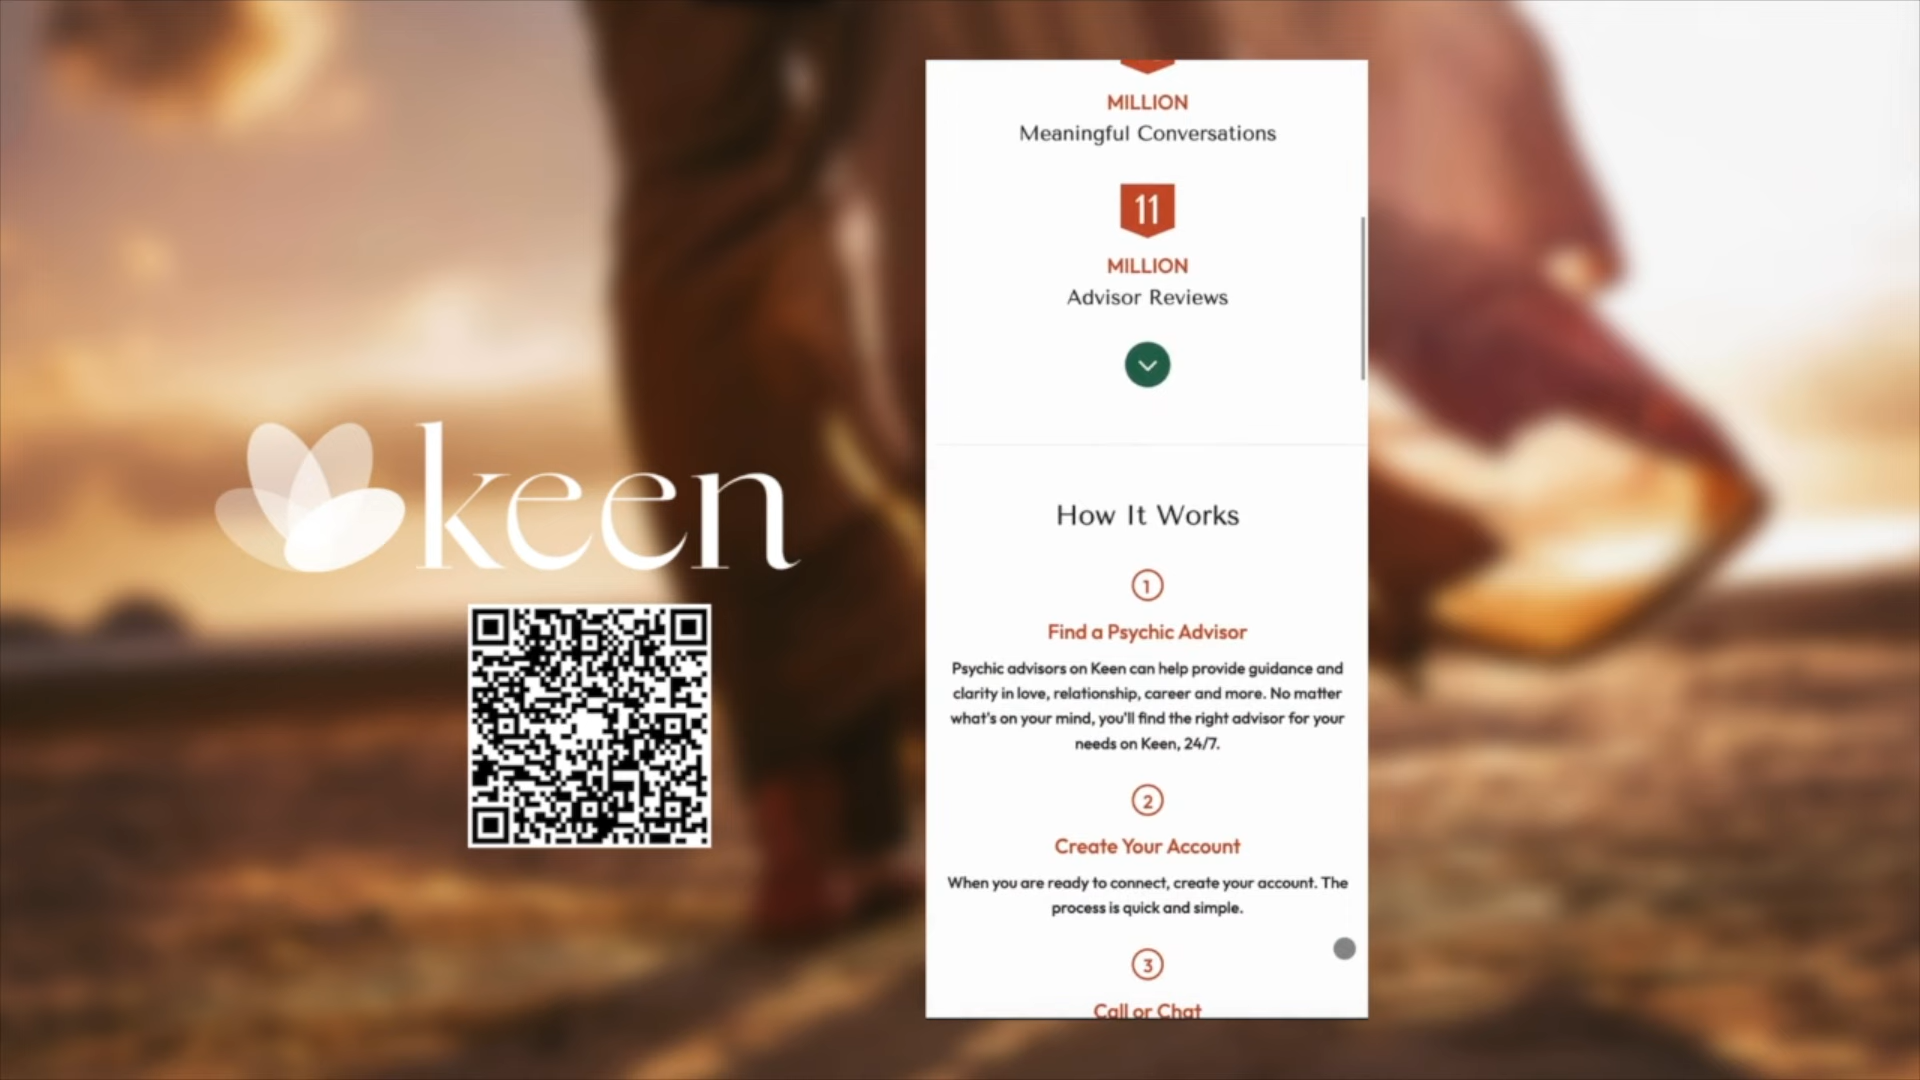 keen
MILLION
Meaningful Conversations
11
MILLION
Advisor Reviews
How It Works
1
Find a Psychic Advisor
Psychic advisors on Keen can help provide guidance and
clarity in love, relationship, career and more. No matter
what's on your mind, you'll find the right advisor for your
needs on Keen, 24/7.
2
Create Your Account
When you are ready to connect, create your account. The
process is quick and simple.
3
Call or Chat